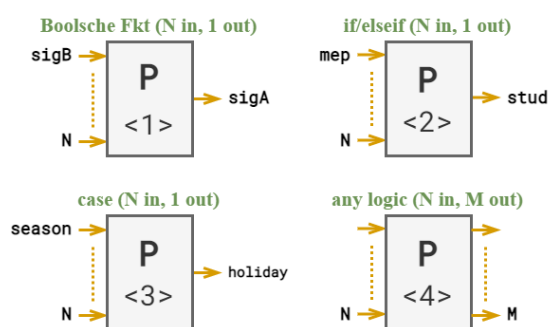 Boolsche Fkt (N in, 1 out)
sigB
P
sigA
<1>
N
if/elseif (N in, 1 out)
mep
P
stud
<2>
N
case (N in, 1 out)
season
P
holiday
<3>
N
any logic (N in, M out)
P
<4>
N
M